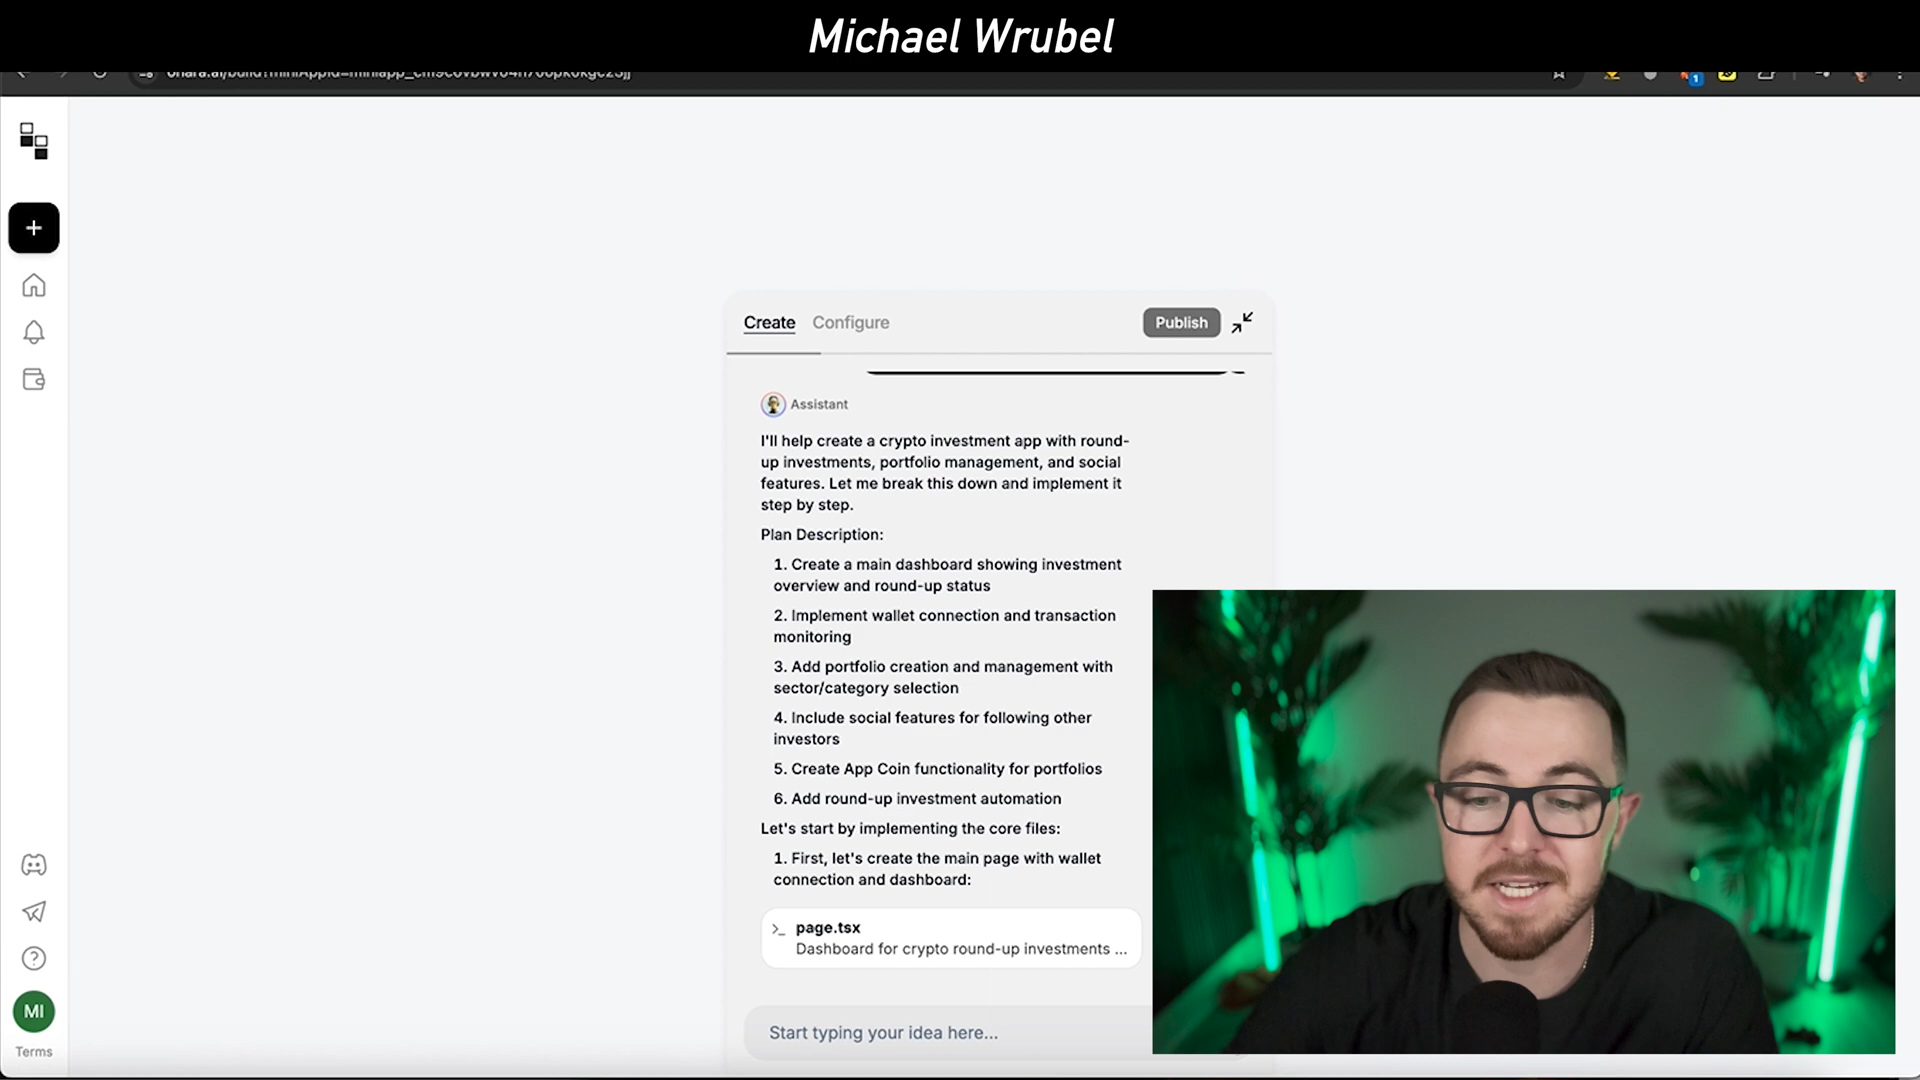 Michael Wrubel
1
Create Configure Publish
Assistant
I'll help create a crypto investment app with round-
up investments, portfolio management, and social
features. Let me break this down and implement it
step by step.
Plan Description:
1. Create a main dashboard showing investment
overview and round-up status
2. Implement wallet connection and transaction
monitoring
3. Add portfolio creation and management with
sector/category selection
4. Include social features for following other
investors
5. Create App Coin functionality for portfolios
6. Add round-up investment automation
Let's start by implementing the core files:
1. First, let's create the main page with wallet
connection and dashboard:
>_ page.tsx
Dashboard for crypto round-up investments ...
Start typing your idea here...
MI
Terms